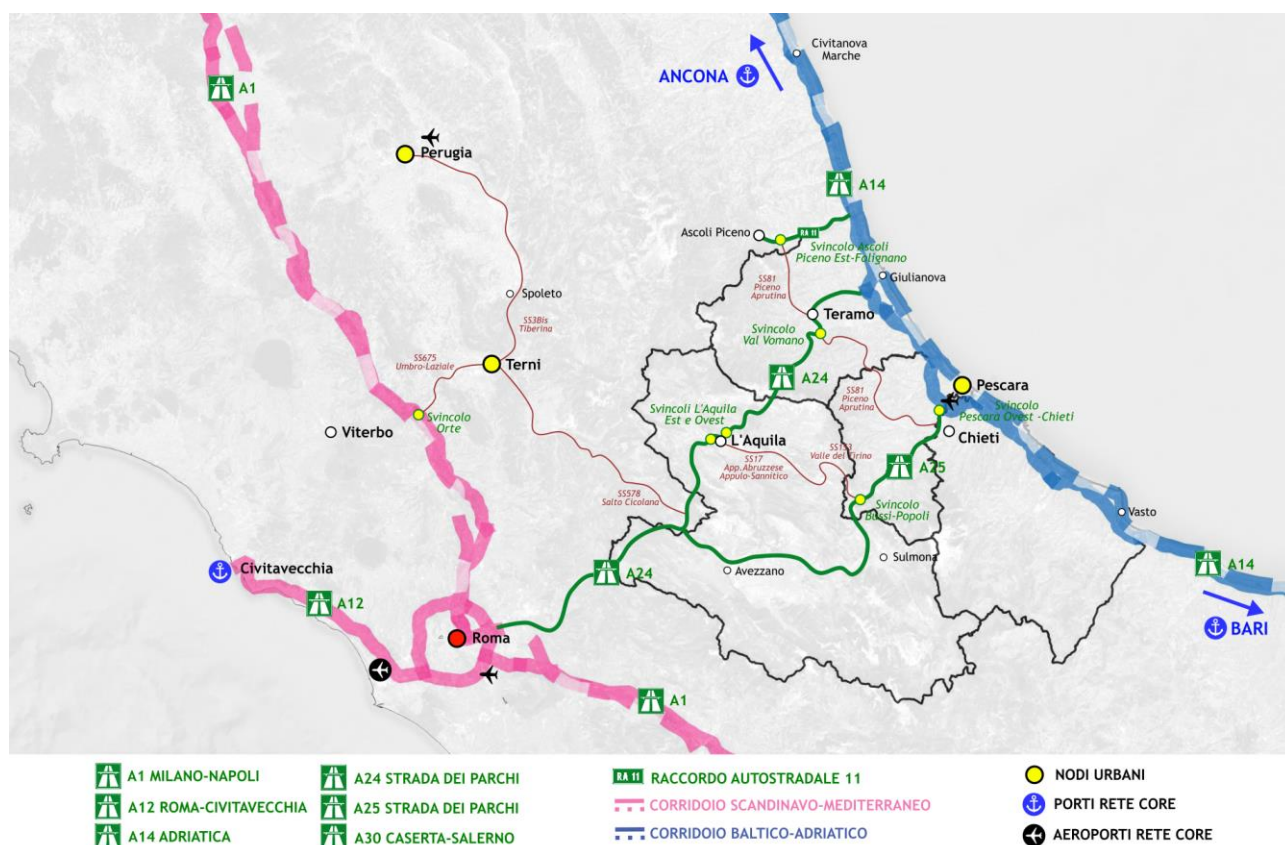 Civitanova
Marche
ANCONA
A1
Perugia
A14
Ascoli Piceno
RA 11
Svincolo Ascoli
Piceno Est-Folignano
SS81
Piceno
Aprutina
Giulianova
Spoleto
SS3Bis
Tiberina
Teramo
Svincolo
Val Vomano
SS675
Umbro-Laziale
Terni
A24
Pescara
SS81
Piceno
Aprutina
Svincolo
Pescara Ovest -Chieti
Svincolo
Orte
Viterbo
Svincoli L'Aquila
Est e Ovest
L'Aquila
Chieti
SS17
App.Abruzzese
Appulo-Sannitico
SS153
Valle del Tirino
A25
SS578
Salto Cicolana
Svincolo
Bussi-Popoli
Vasto
Civitavecchia
A24
Avezzano
Sulmona
A14
A12
BARI
Roma
A1
A1 MILANO-NAPOLI
A24 STRADA DEI PARCHI
RA 11 RACCORDO AUTOSTRADALE 11
NODI URBANI
A12 ROMA-CIVITAVECCHIA
A25 STRADA DEI PARCHI
CORRIDOIO SCANDINAVO-MEDITERRANEO
PORTI RETE CORE
A14 ADRIATICA
A30 CASERTA-SALERNO
CORRIDOIO BALTICO-ADRIATICO
AEROPORTI RETE CORE